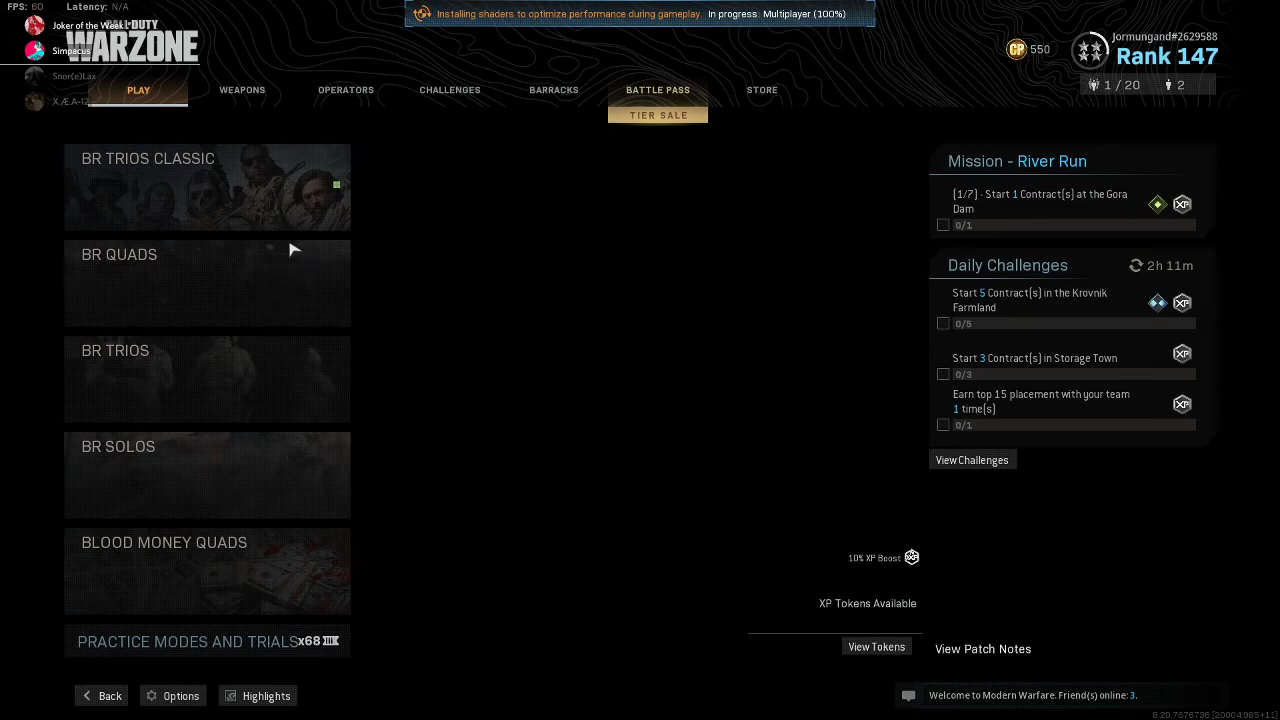 FPS: 60
Latency: N/A
Joker of the Week
CALL OF DUTY
WARZONE
Simpacus
Snor(e)Lax
X Æ A-12
Installing shaders to optimize performance during gameplay. In progress: Multiplayer (100%)
550
Jormungand#2629588
Rank 147
1 / 20
2
PLAY
WEAPONS
OPERATORS
CHALLENGES
BARRACKS
BATTLE PASS
STORE
TIER SALE
BR TRIOS CLASSIC
BR QUADS
BR TRIOS
BR SOLOS
BLOOD MONEY QUADS
PRACTICE MODES AND TRIALS x68
Mission - River Run
(1/7) - Start 1 Contract(s) at the Gora
Dam
0/1
Daily Challenges
2h 11m
Start 5 Contract(s) in the Krovnik
Farmland
0/5
Start 3 Contract(s) in Storage Town
0/3
Earn top 15 placement with your team
1 time(s)
0/1
View Challenges
10% XP Boost
XP Tokens Available
View Tokens
View Patch Notes
Back
Options
Highlights
Welcome to Modern Warfare. Friend(s) online: 3.